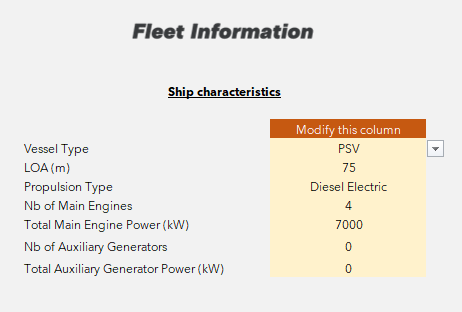 Fleet Information
Ship characteristics
Modify this column
Vessel Type PSV
LOA (m) 75
Propulsion Type Diesel Electric
Nb of Main Engines 4
Total Main Engine Power (kW) 7000
Nb of Auxiliary Generators 0
Total Auxiliary Generator Power (kW) 0